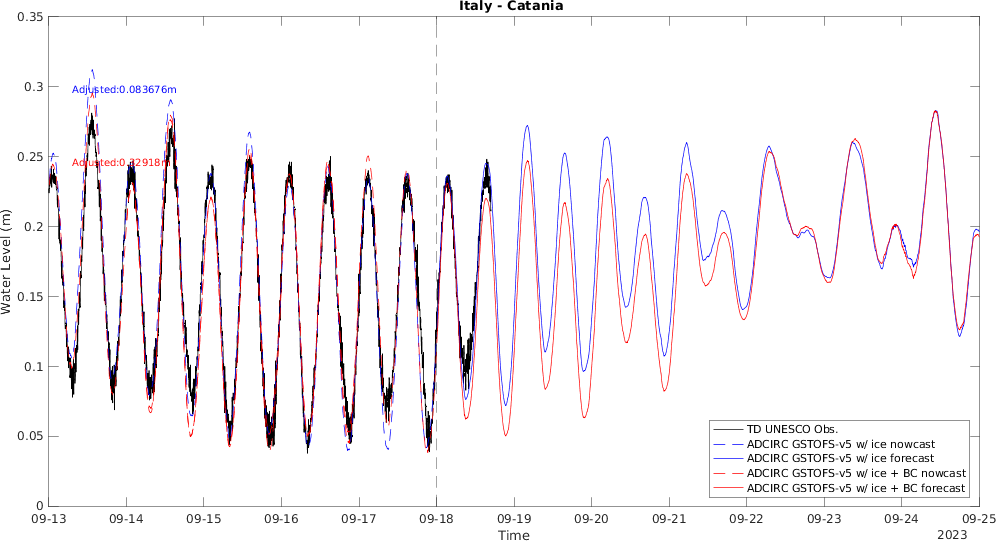 Italy - Catania
Water Level (m)
0.35
0.3
0.25
0.2
0.15
0.1
0.05
0
Adjusted:0.083676m
Adjusted:0.12918m
TD UNESCO Obs.
ADCIRC GSTOFS-v5 w/ ice nowcast
ADCIRC GSTOFS-v5 w/ ice forecast
ADCIRC GSTOFS-v5 w/ ice + BC nowcast
ADCIRC GSTOFS-v5 w/ ice + BC forecast
09-13 09-14 09-15 09-16 09-17 09-18 09-19 09-20 09-21 09-22 09-23 09-24 09-25
Time
2023